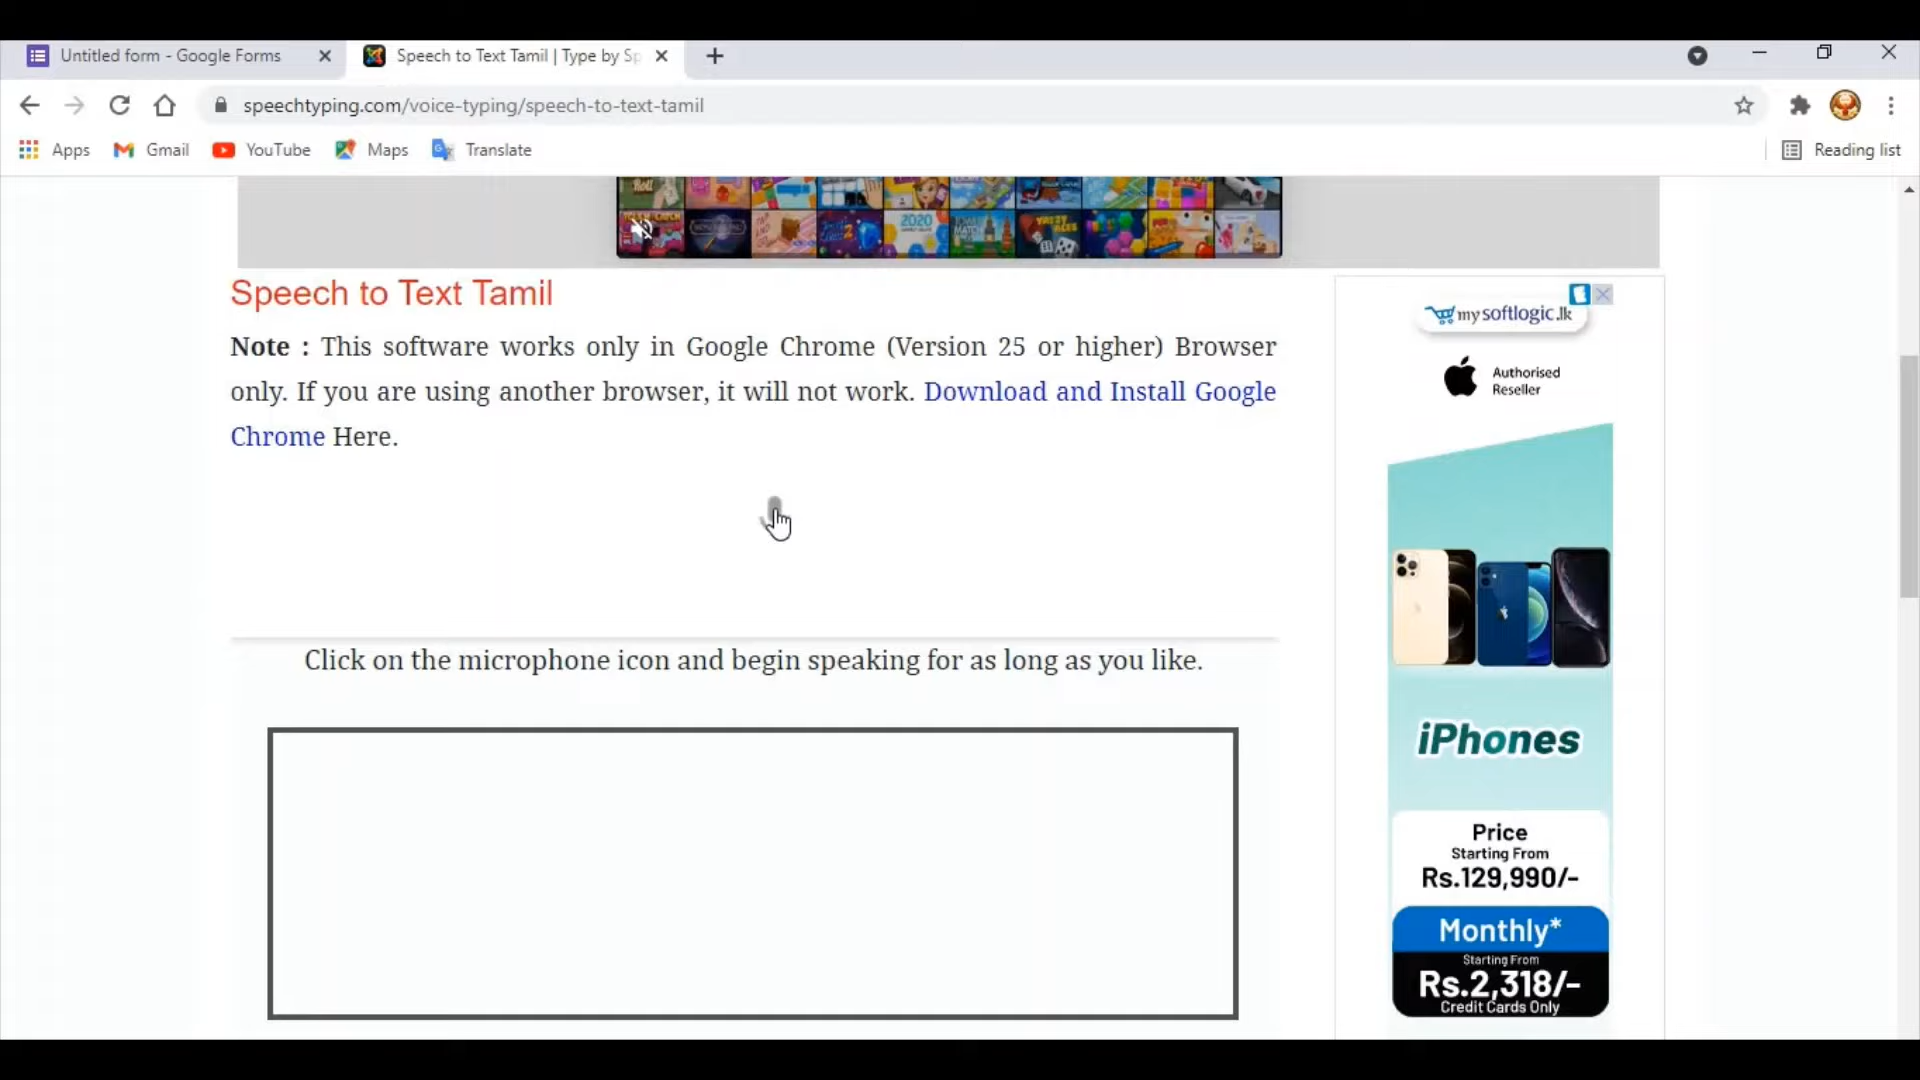 Untitled form - Google Forms
Speech to Text Tamil | Type by Sp
speechtyping.com/voice-typing/speech-to-text-tamil
Apps
Gmail
YouTube
Maps
Translate
Reading list
Roll
2020
Speech to Text Tamil
Note : This software works only in Google Chrome (Version 25 or higher) Browser
only. If you are using another browser, it will not work. Download and Install Google
Chrome Here.
Click on the microphone icon and begin speaking for as long as you like.
mysoftlogic.lk
Authorised
Reseller
iPhones
Price
Starting From
Rs.129,990/-
Monthly*
Starting From
Rs.2,318/-
Credit Cards Only